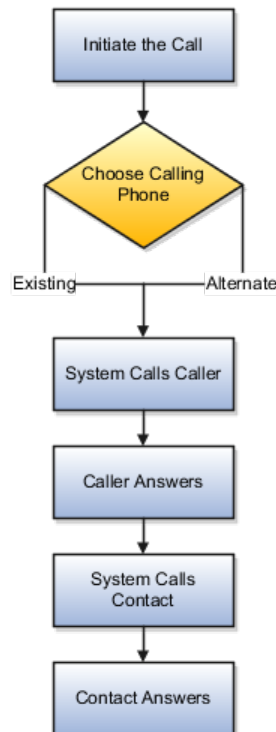 Initiate the Call
Choose Calling
Phone
Existing
Alternate
System Calls Caller
Caller Answers
System Calls
Contact
Contact Answers